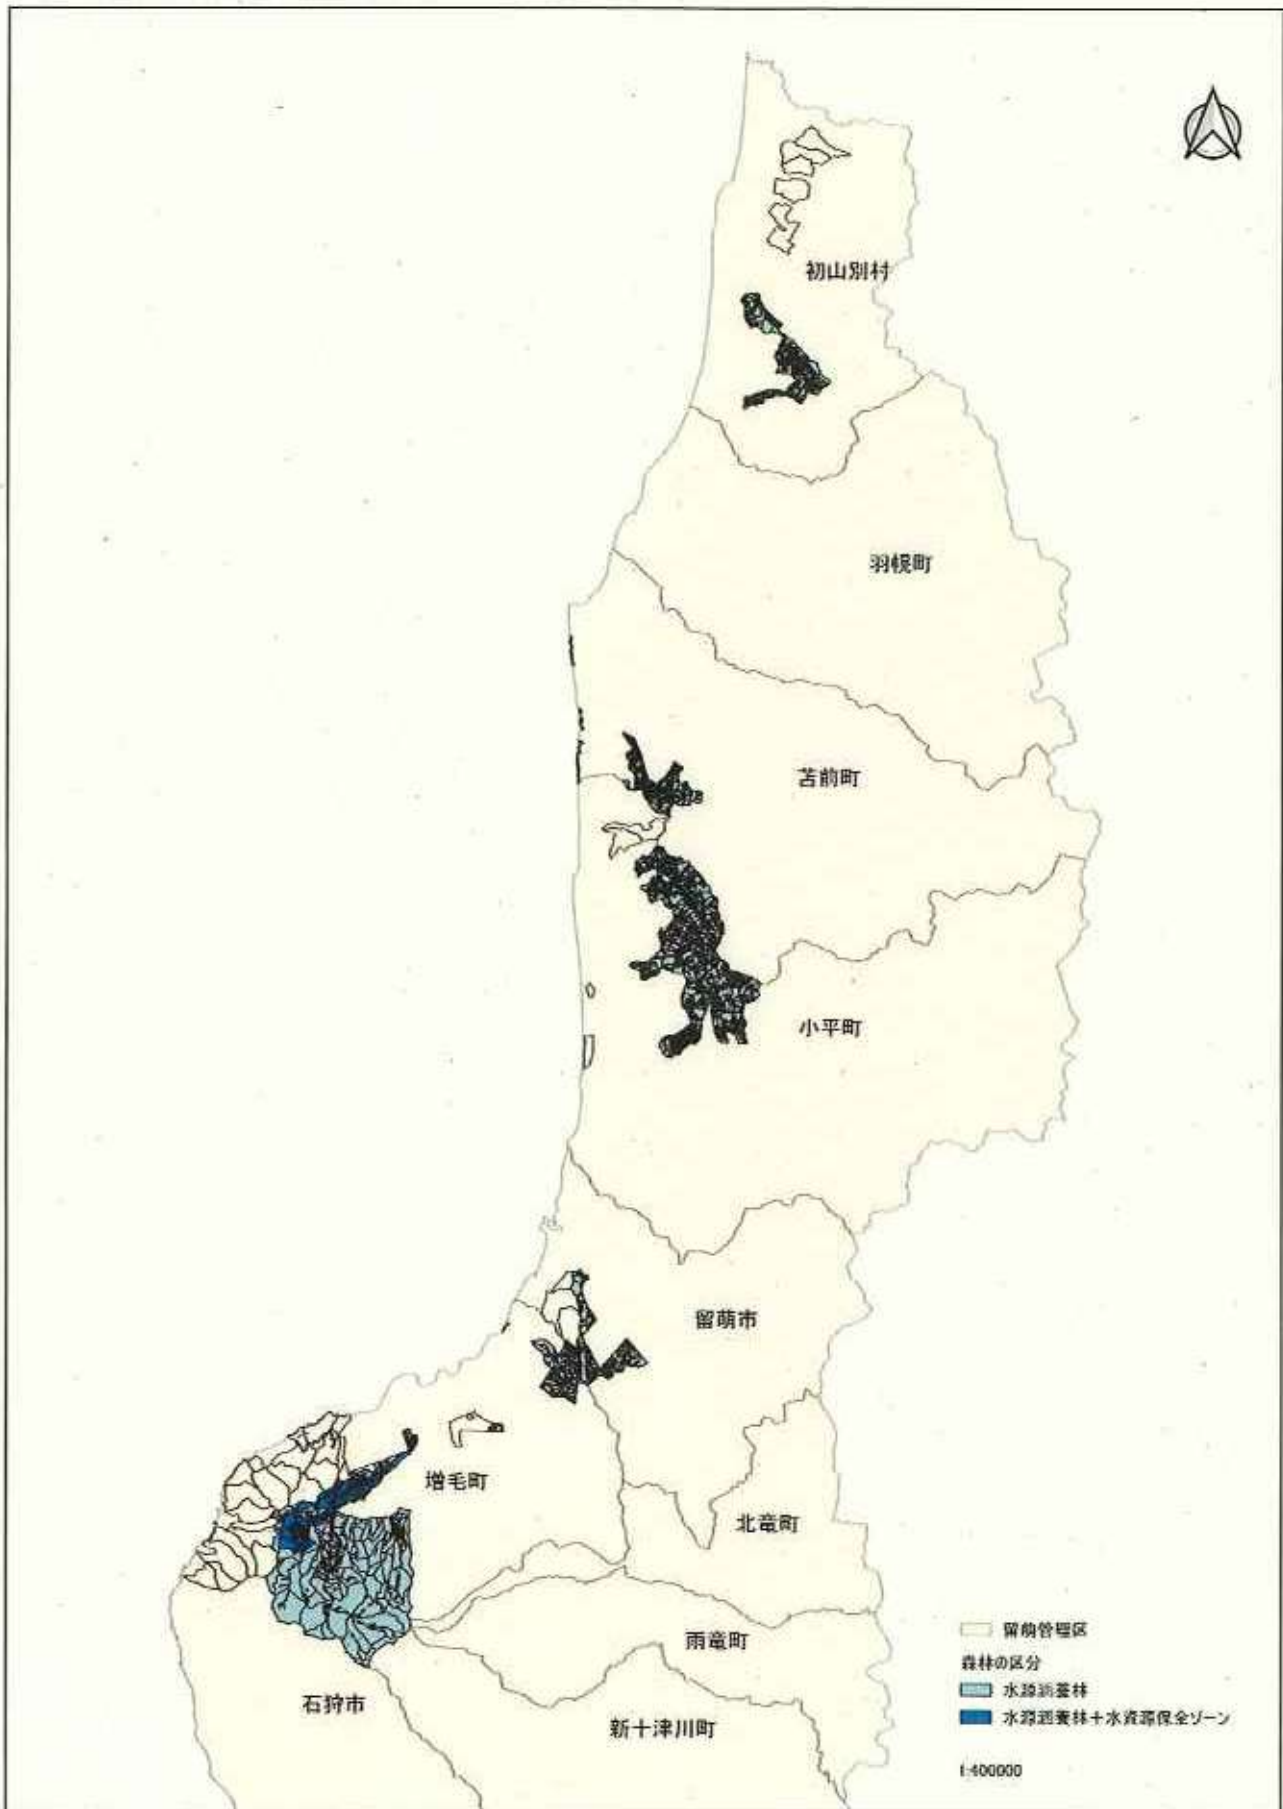 初山別村
羽幌町
苫前町
小平町
留萌市
増毛町
北竜町
雨竜町
石狩市
新十津川町
留萌管理区
森林の区分
水源涵養林
水源涵養林+水資源保全ゾーン
1:400000